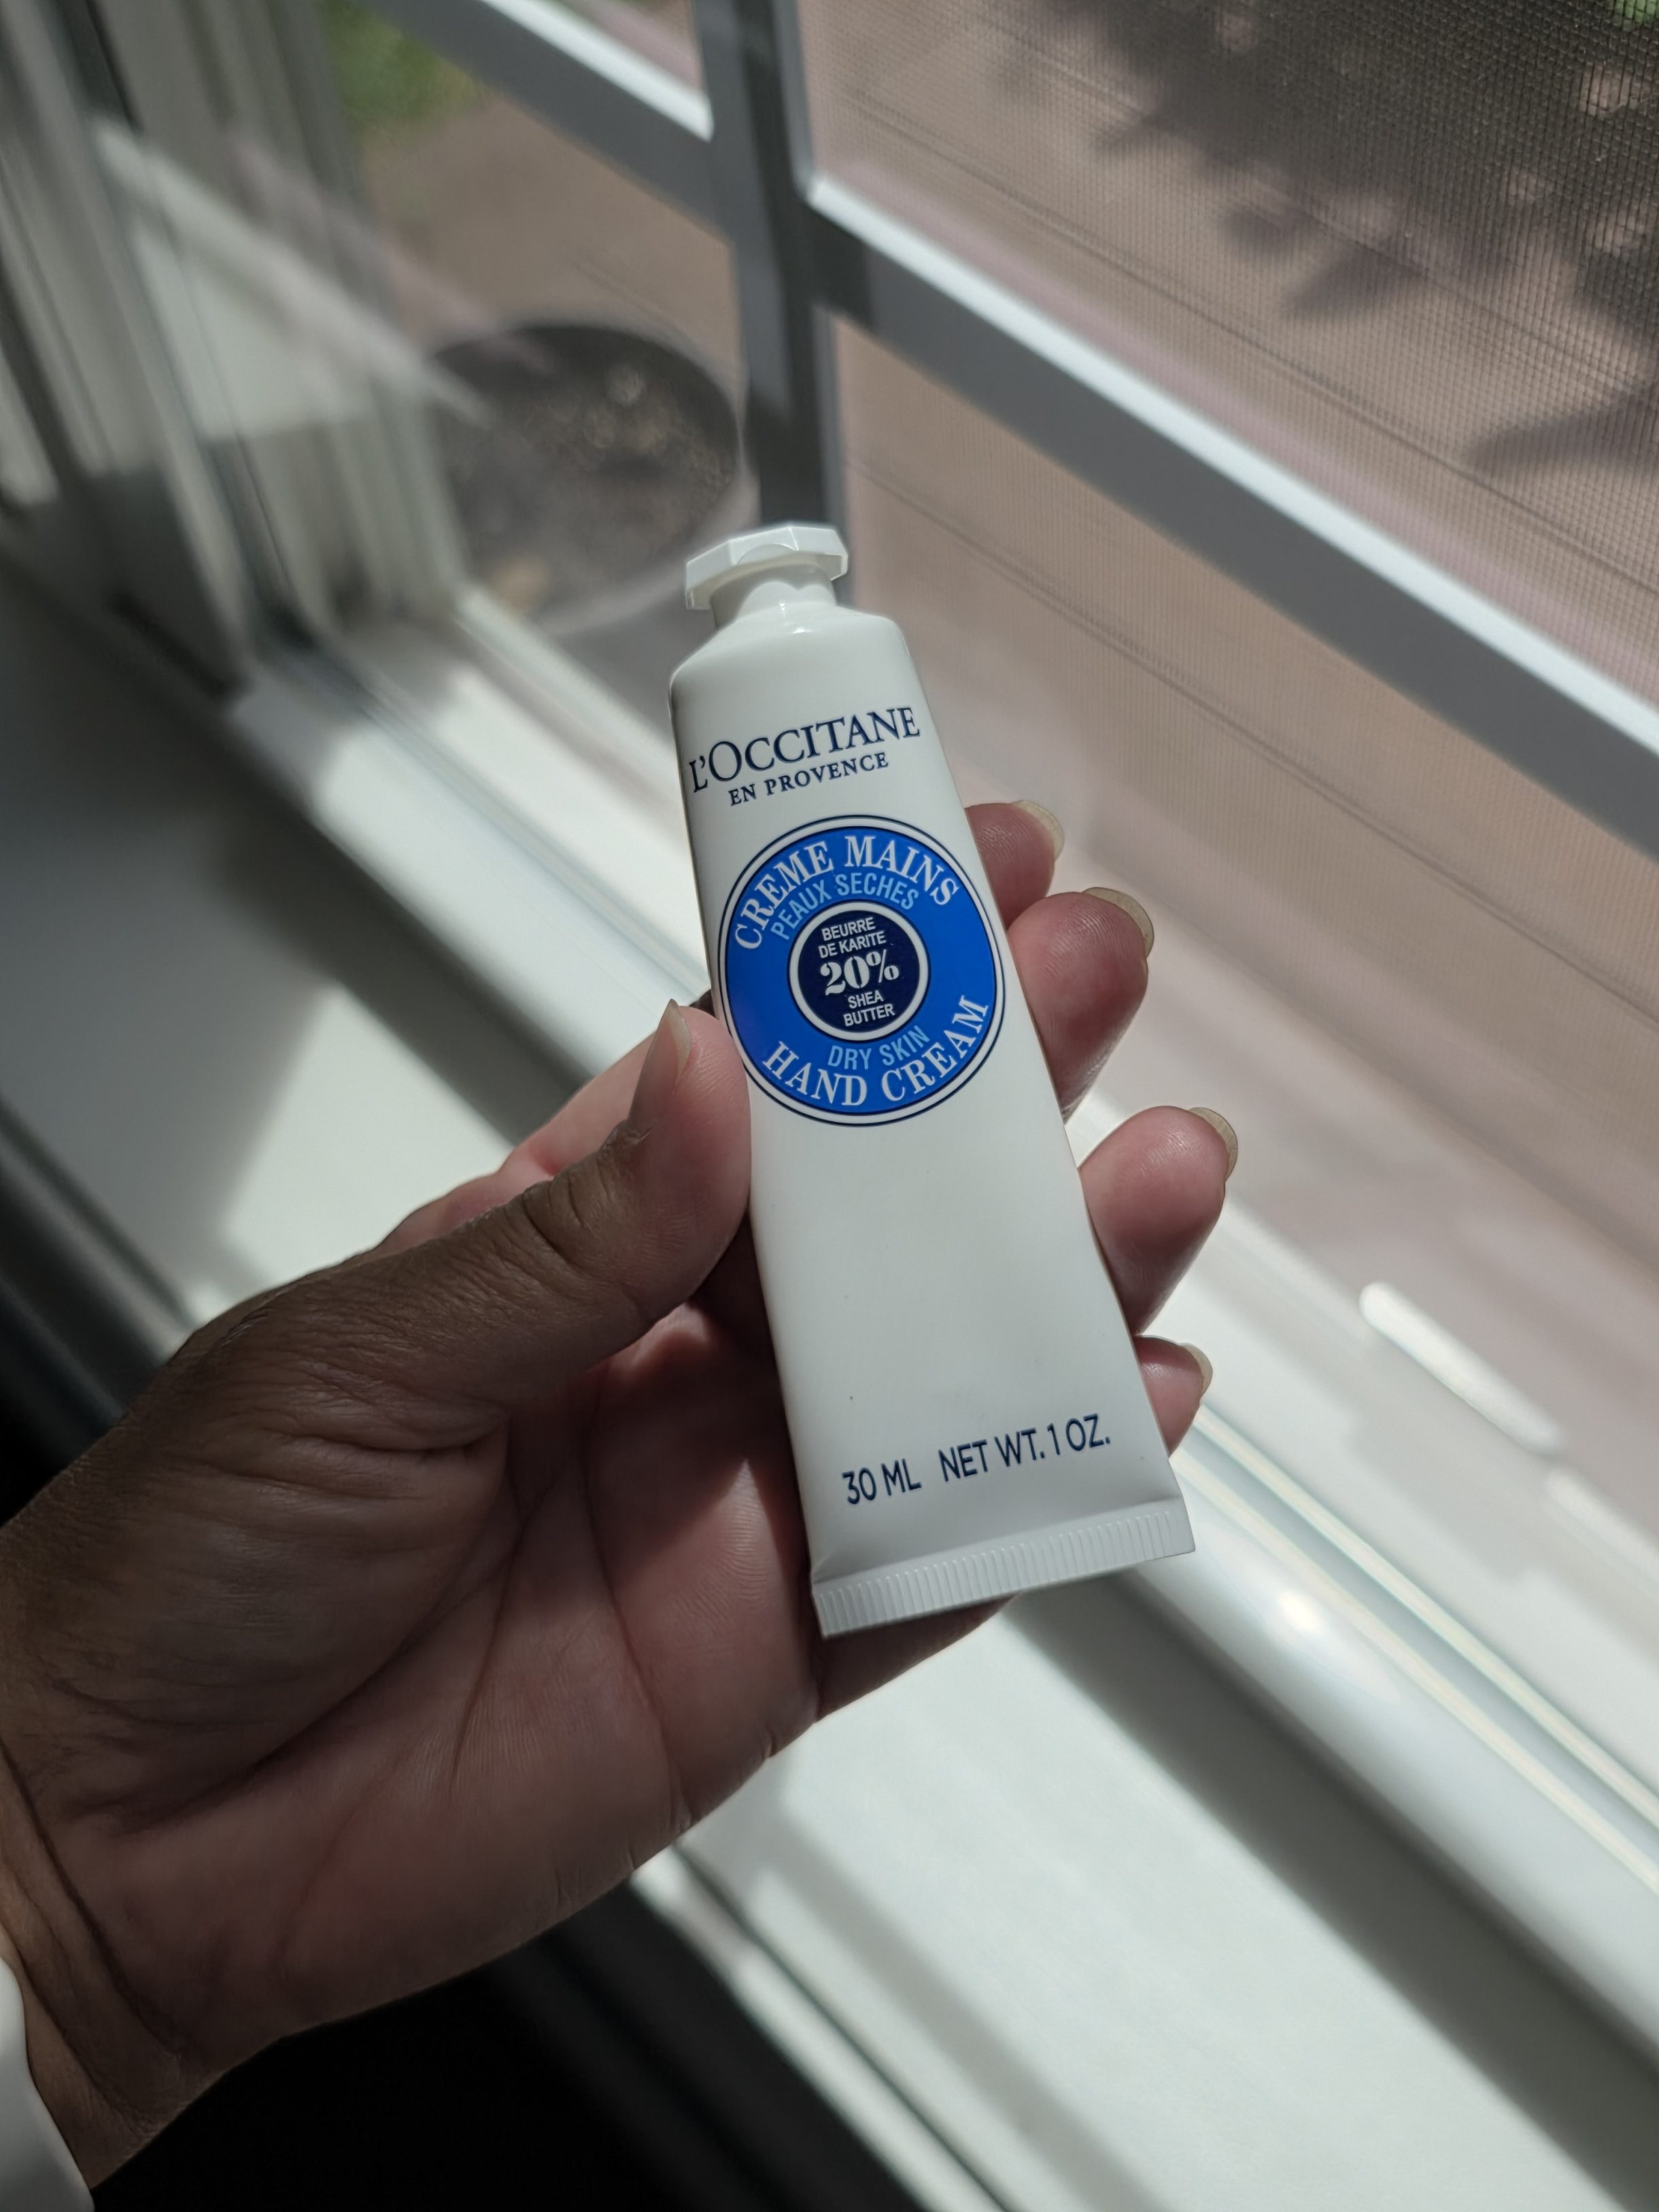 L'OCCITANE
EN PROVENCE
CREME MAINS
PEAUX SECHES
BEURRE
DE KARITE
20%
SHEA
BUTTER
DRY SKIN
HAND CREAM
30 ML NET WT. 1 OZ.